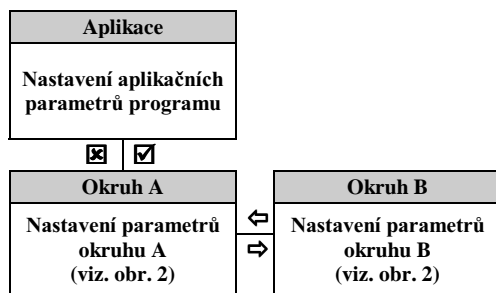 Aplikace
Nastavení aplikačních
parametrů programu
Okruh A
Nastavení parametrů
okruhu A
(viz. obr. 2)
Okruh B
Nastavení parametrů
okruhu B
(viz. obr. 2)